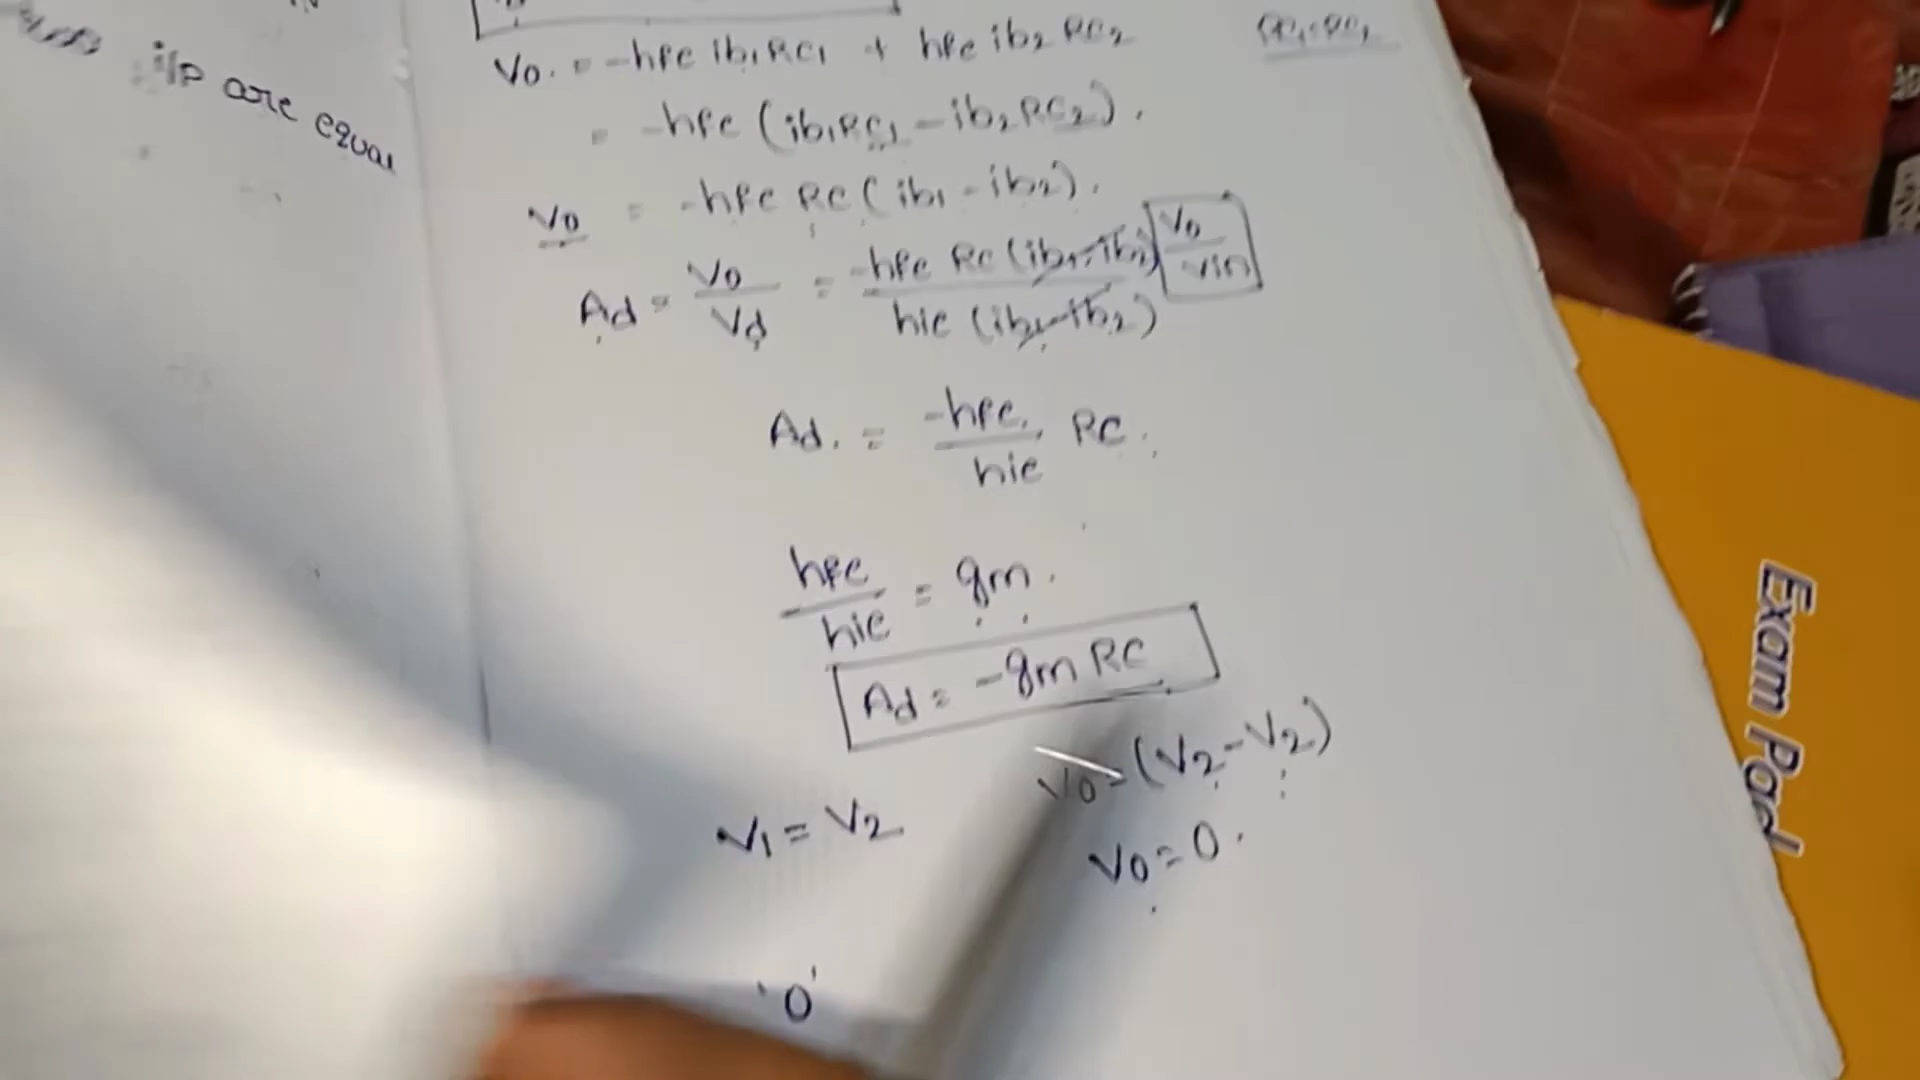 i/p are equal
Vo. = -hfe ib1 RC1 + hfe ib2 RC2
RC1=RC2
= -hfe (ib1RC1 - ib2RC2).
Vo = -hfe RC (ib1 - ib2).
Ad = Vo/Vd = -hfe RC (ib1-ib2)/hie (ib1-ib2)
Vo/Vin
Ad. = -hfe/hie RC.
hfe/hie = gm.
Ad = -gm RC
V1 = V2
Vo=(V2-V2)
Vo=0.
'0'
Exam Pad